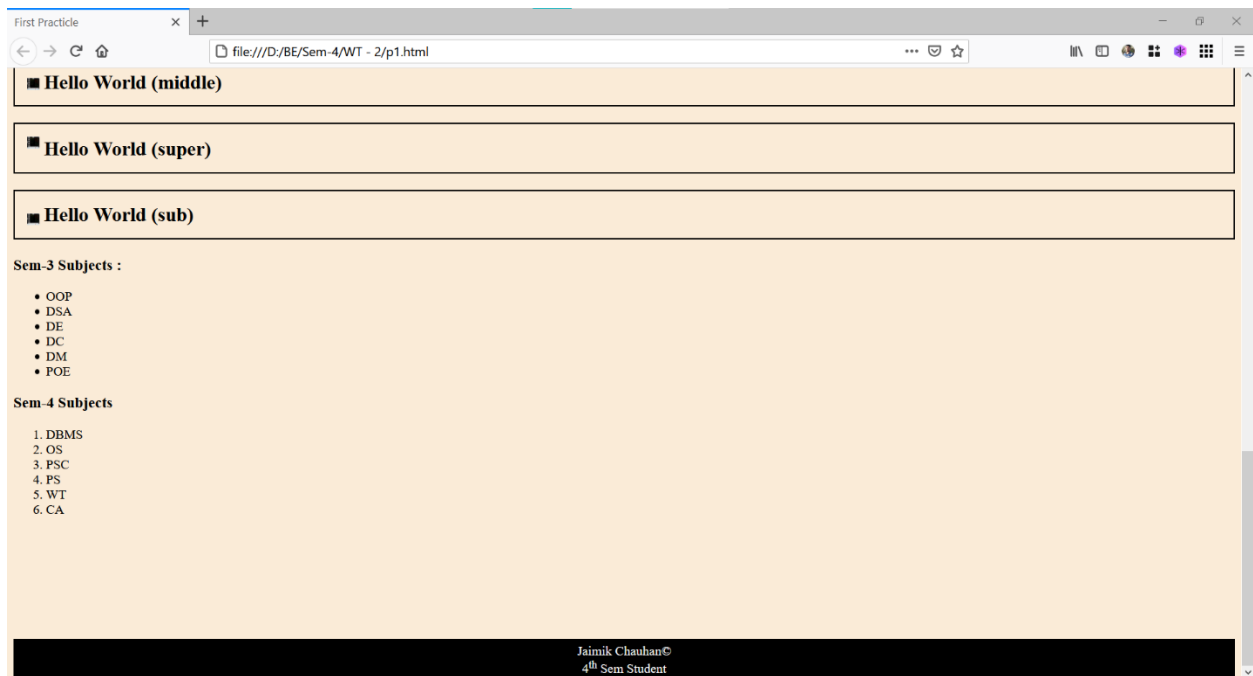 First Practicle
file:///D:/BE/Sem-4/WT - 2/p1.html
Hello World (middle)
Hello World (super)
Hello World (sub)
Sem-3 Subjects :
• OOP
• DSA
• DE
• DC
• DM
• POE
Sem-4 Subjects
1. DBMS
2. OS
3. PSC
4. PS
5. WT
6. CA
Jaimik Chauhan©
4th Sem Student